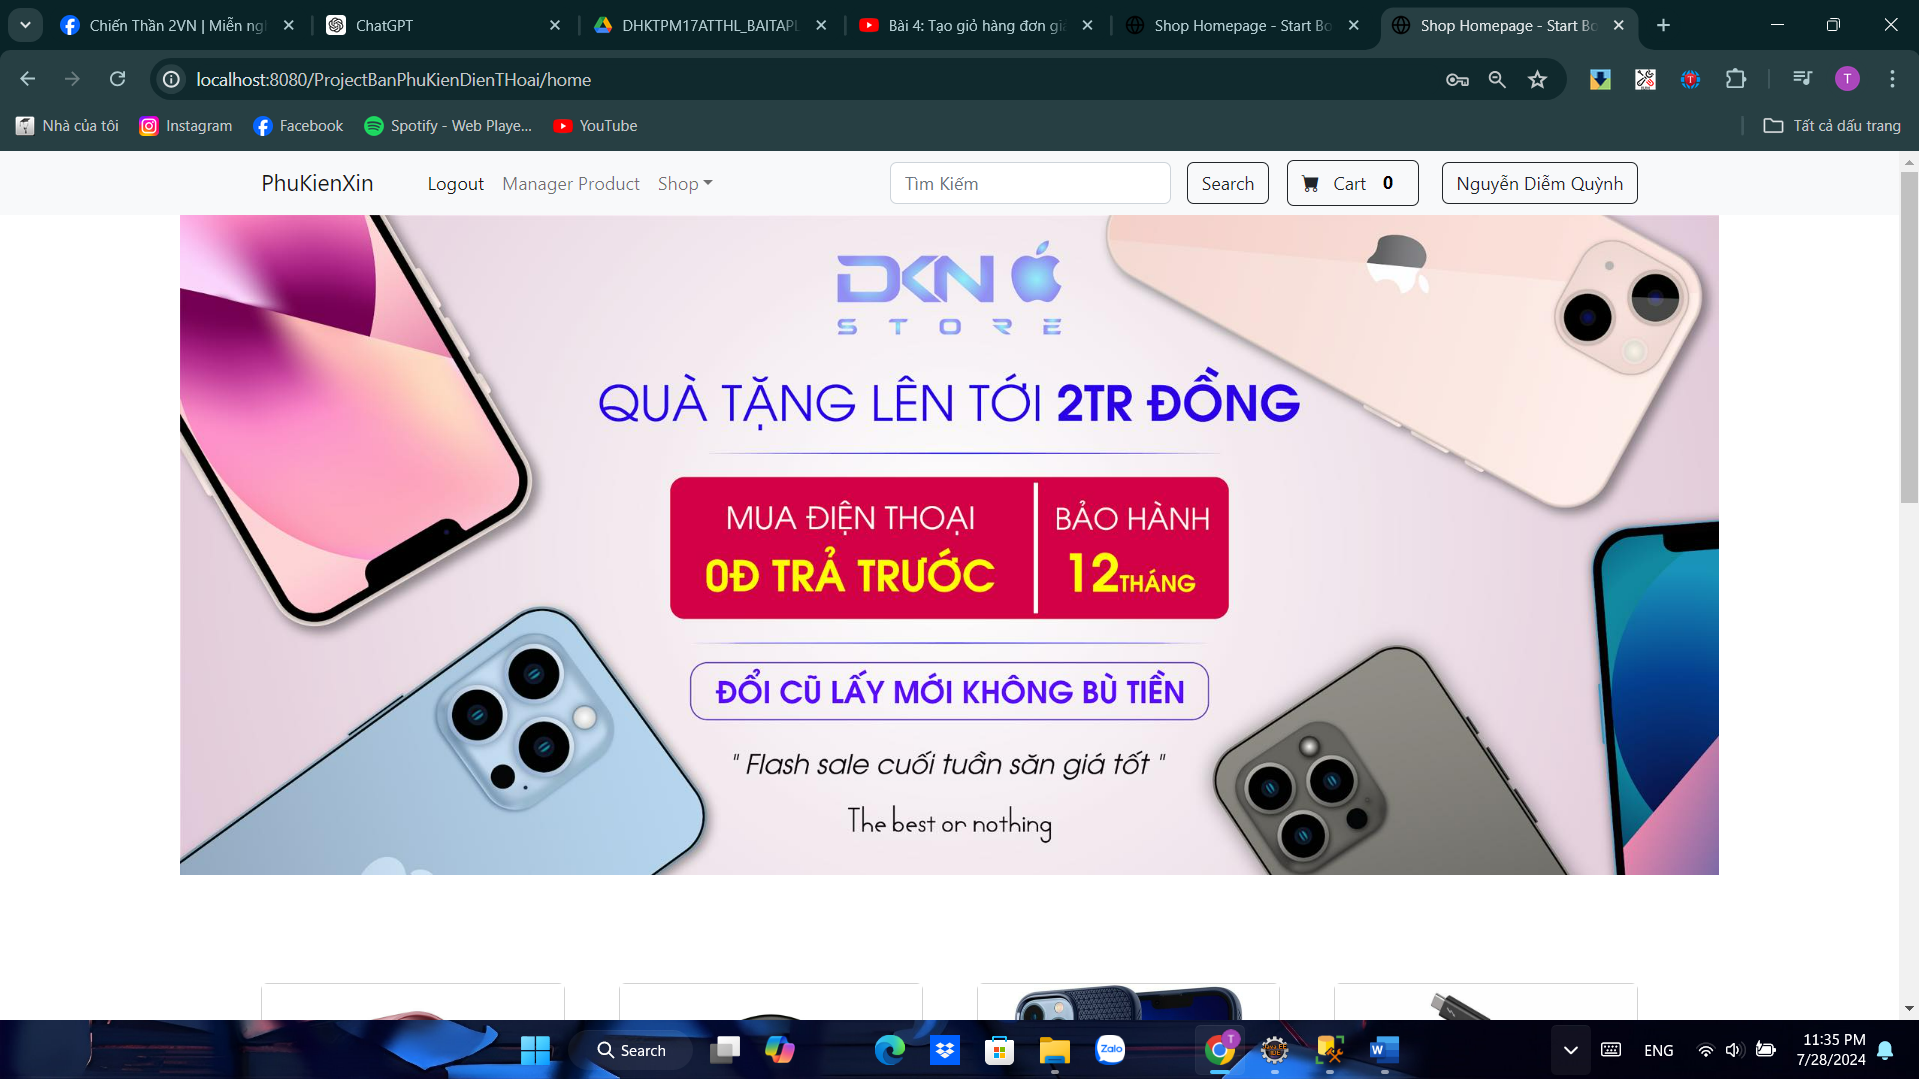 Chiến Thần 2VN | Miễn ng
ChatGPT
DHKTPM17ATTHL_BAITAP
Bài 4: Tạo giỏ hàng đơn gi
Shop Homepage - Start Bo
Shop Homepage - Start Bo
localhost:8080/ProjectBanPhuKienDienTHoai/home
T
Nhà của tôi
Instagram
Facebook
Spotify - Web Playe...
YouTube
Tất cả dấu trang
PhuKienXin
Logout
Manager Product
Shop
Tìm Kiếm
Search
Cart 0
Nguyễn Diễm Quỳnh
DKN
STORE
QUÀ TẶNG LÊN TỚI 2TR ĐỒNG
MUA ĐIỆN THOẠI
0Đ TRẢ TRƯỚC
BẢO HÀNH
12THÁNG
ĐỔI CŨ LẤY MỚI KHÔNG BÙ TIỀN
" Flash sale cuối tuần săn giá tốt "
The best or nothing
Search
Zalo
T
W
ENG
11:35 PM
7/28/2024